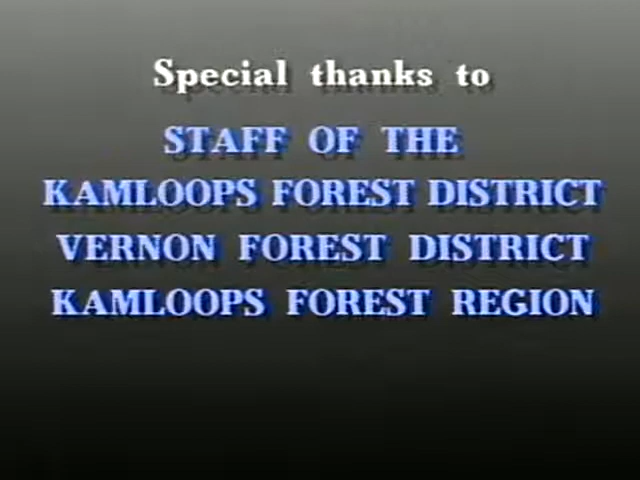 Special thanks to
STAFF OF THE
KAMLOOPS FOREST DISTRICT
VERNON FOREST DISTRICT
KAMLOOPS FOREST REGION